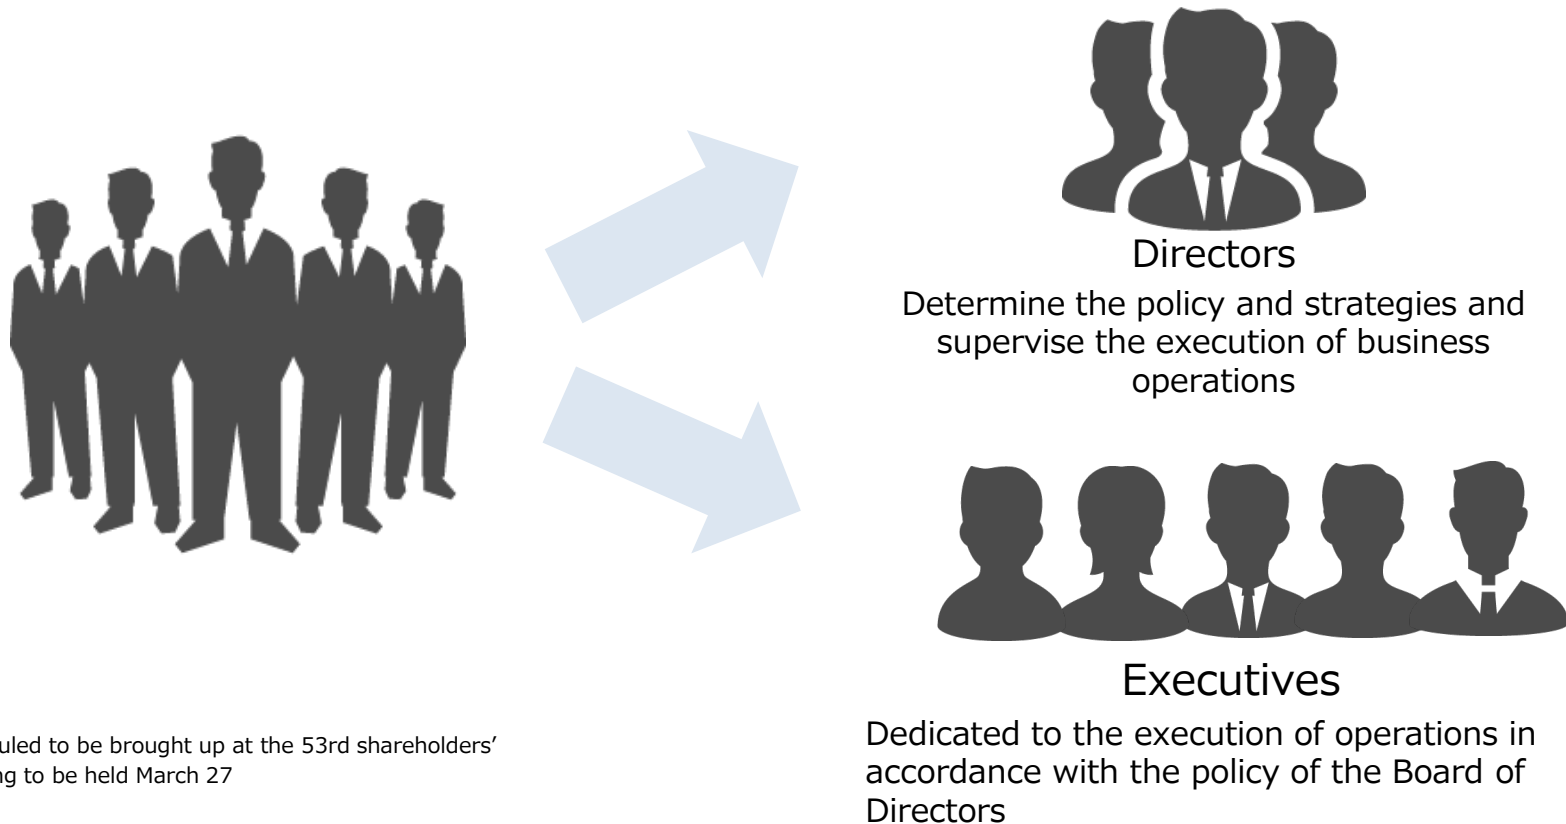 Directors
Determine the policy and strategies and
supervise the execution of business
operations
Executives
Dedicated to the execution of operations in
accordance with the policy of the Board of
Directors
to be brought up at the 53rd shareholders’
to be held March 27